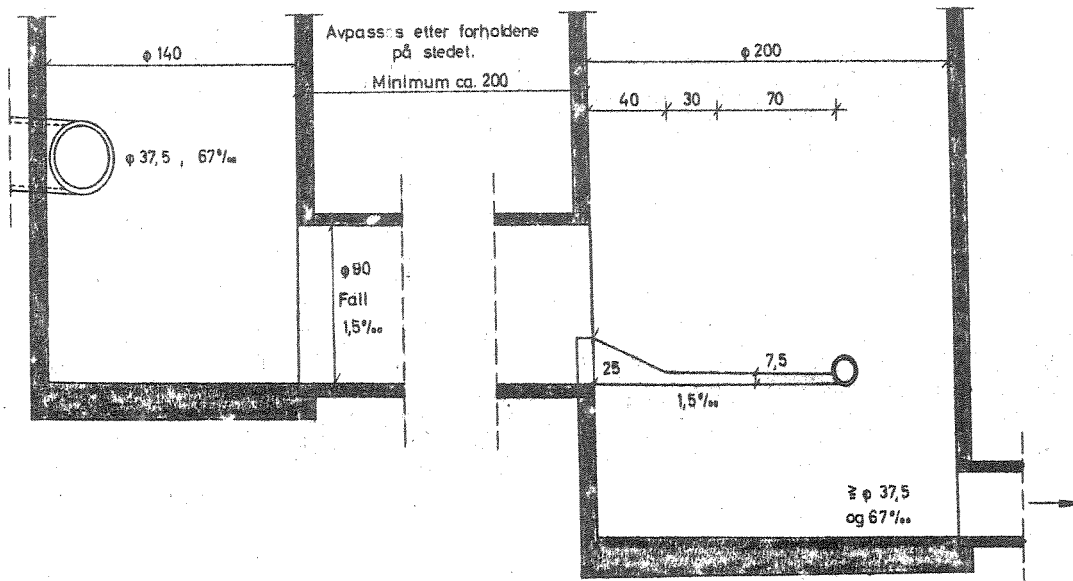 Avpasses etter forholdene
på stedet.
Minimum ca. 200
φ 140
φ 200
40 30 70
φ 37,5 , 67‰
φ 90
Fall
1,5‰
25
7,5
1,5‰
≧ φ 37,5
og 67‰